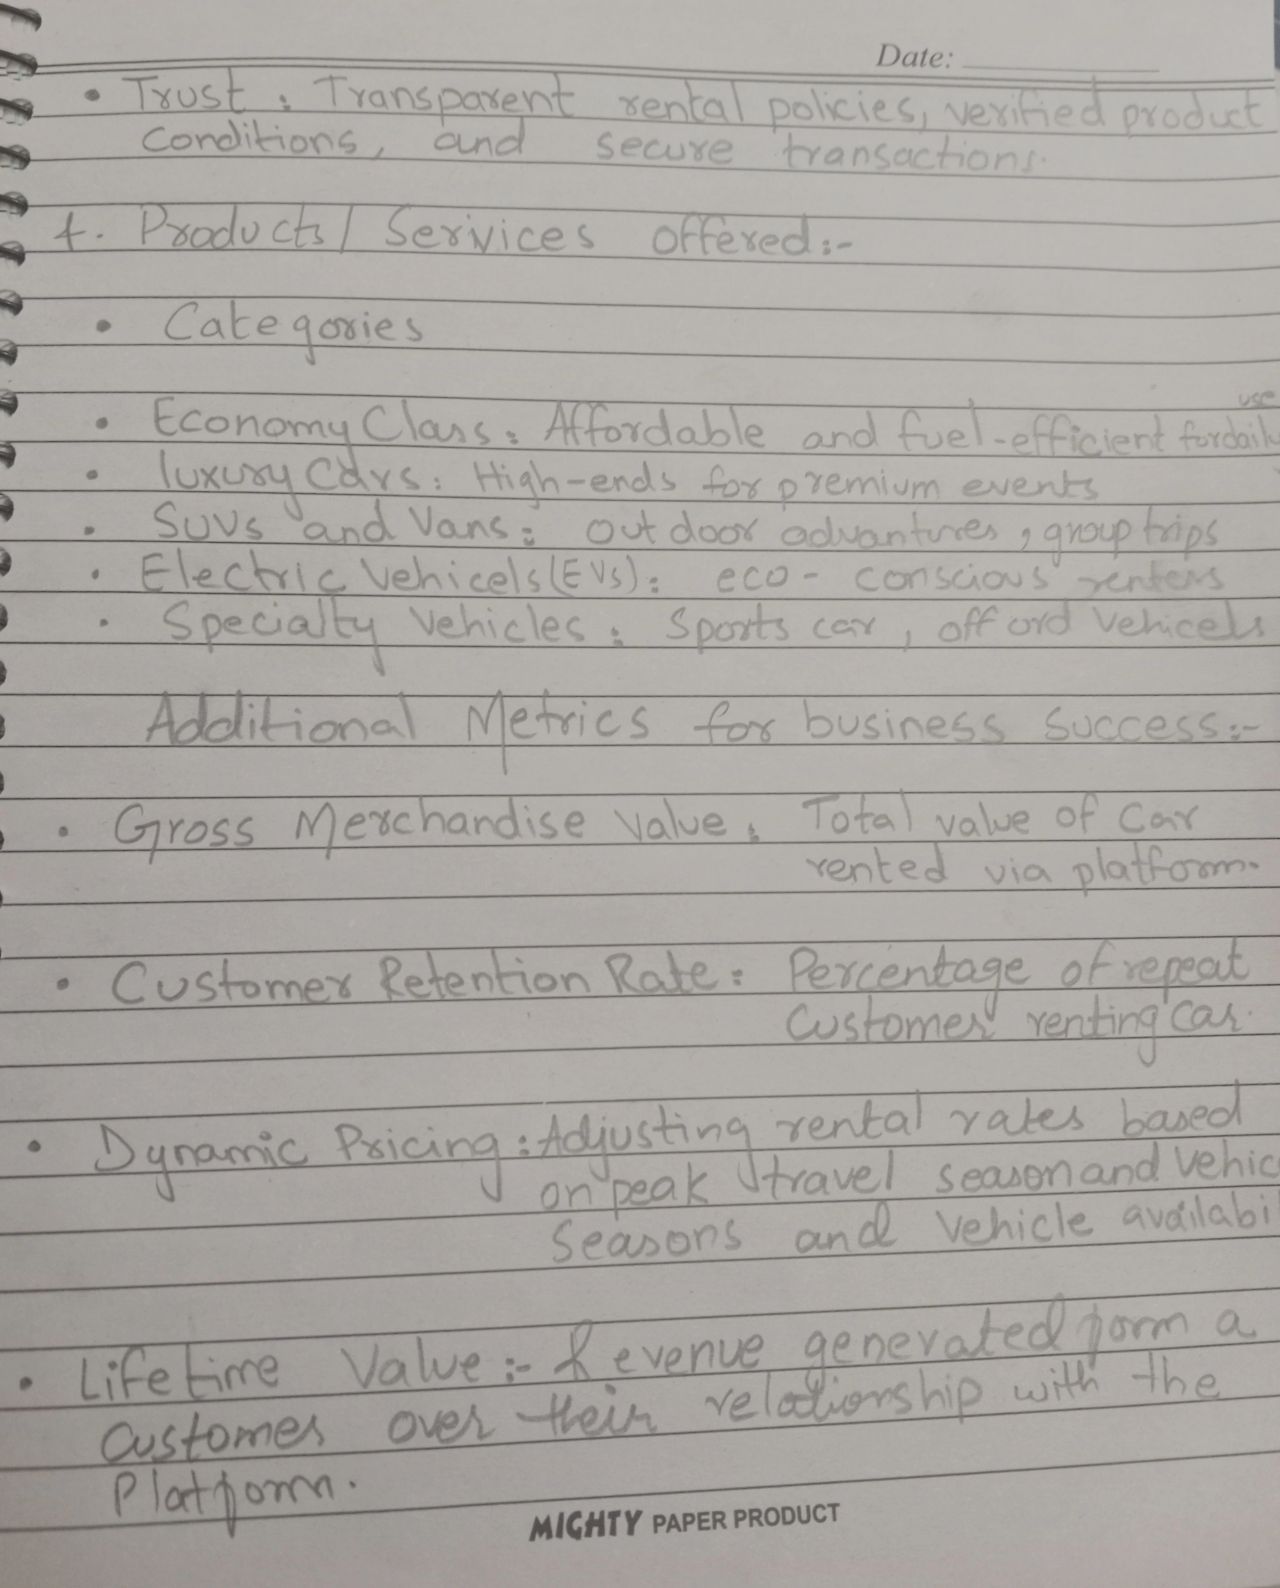 Date:
• Trust : Transparent rental policies, verified product
conditions, and secure transactions.
4. Products / Services offered:-
• Categories
use
• Economy Class : Affordable and fuel-efficient for daily
• luxury Cars : High-ends for premium events
• SUVs and Vans : Outdoor advantures, group trips
• Electric Vehicels (EVs) : eco-conscious renters
• Specialty Vehicles : Sports car, off ord Vehicels
Additional Metrics for business success:-
• Gross Merchandise Value : Total value of Car
rented via platform.
• Customer Retention Rate : Percentage of repeat
Customer renting car.
• Dynamic Pricing : Adjusting rental rates based
on peak travel season and Vehic
Seasons and Vehicle availabi
• Lifetime Value :- Revenue generated form a
customer over their relationship with the
Platform.
MIGHTY PAPER PRODUCT